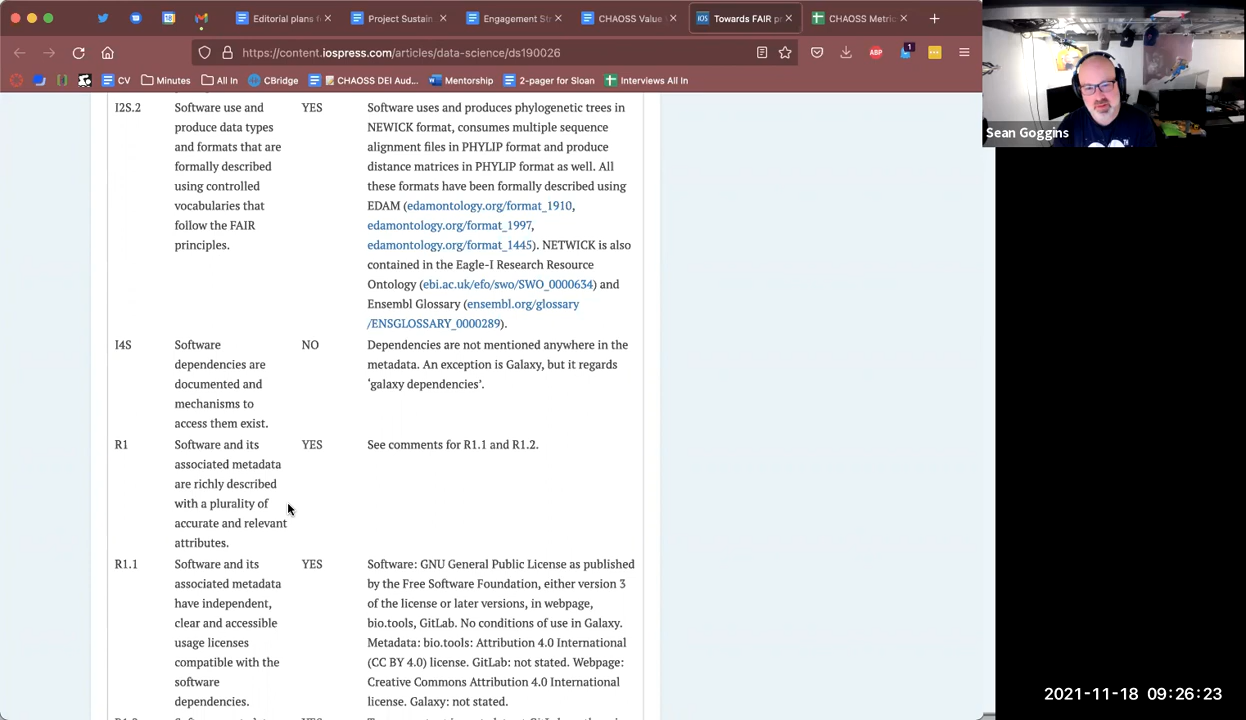 Editorial plans f
Project Sustain
Engagement St
CHAOSS Value
iOS Towards FAIR p
CHAOSS Metric
https://content.iospress.com/articles/data-science/ds190026
ABP
1
CV
Minutes
All In
CBridge
CHAOSS DEI Aud...
Mentorship
2-pager for Sloan
Interviews All In
Sean Goggins
I2S.2
Software use and
produce data types
and formats that are
formally described
using controlled
vocabularies that
follow the FAIR
principles.
YES
Software uses and produces phylogenetic trees in
NEWICK format, consumes multiple sequence
alignment files in PHYLIP format and produce
distance matrices in PHYLIP format as well. All
these formats have been formally described using
EDAM (edamontology.org/format_1910,
edamontology.org/format_1997,
edamontology.org/format_1445). NETWICK is also
contained in the Eagle-I Research Resource
Ontology (ebi.ac.uk/efo/swo/SWO_0000634) and
Ensembl Glossary (ensembl.org/glossary
/ENSGLOSSARY_0000289).
I4S
Software
dependencies are
documented and
mechanisms to
access them exist.
NO
Dependencies are not mentioned anywhere in the
metadata. An exception is Galaxy, but it regards
‘galaxy dependencies’.
R1
Software and its
associated metadata
are richly described
with a plurality of
accurate and relevant
attributes.
YES
See comments for R1.1 and R1.2.
R1.1
Software and its
associated metadata
have independent,
clear and accessible
usage licenses
compatible with the
software
dependencies.
YES
Software: GNU General Public License as published
by the Free Software Foundation, either version 3
of the license or later versions, in webpage,
bio.tools, GitLab. No conditions of use in Galaxy.
Metadata: bio.tools: Attribution 4.0 International
(CC BY 4.0) license. GitLab: not stated. Webpage:
Creative Commons Attribution 4.0 International
license. Galaxy: not stated.
2021-11-18 09:26:23